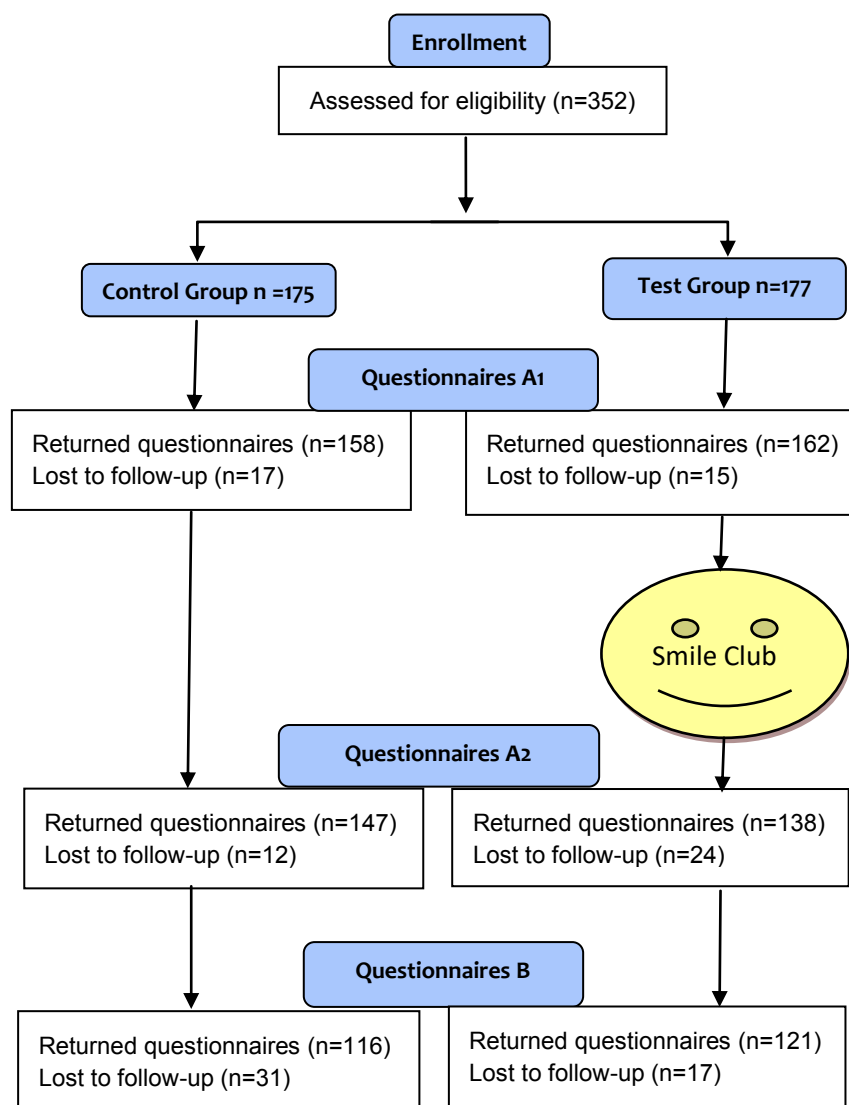 Enrollment
Assessed for eligibility (n=352)
Control Group n =175
Test Group n=177
Questionnaires A1
Returned questionnaires (n=158)
Lost to follow-up (n=17)
Returned questionnaires (n=162)
Lost to follow-up (n=15)
Smile Club
Questionnaires A2
Returned questionnaires (n=147)
Lost to follow-up (n=12)
Returned questionnaires (n=138)
Lost to follow-up (n=24)
Questionnaires B
Returned questionnaires (n=116)
Lost to follow-up (n=31)
Returned questionnaires (n=121)
Lost to follow-up (n=17)